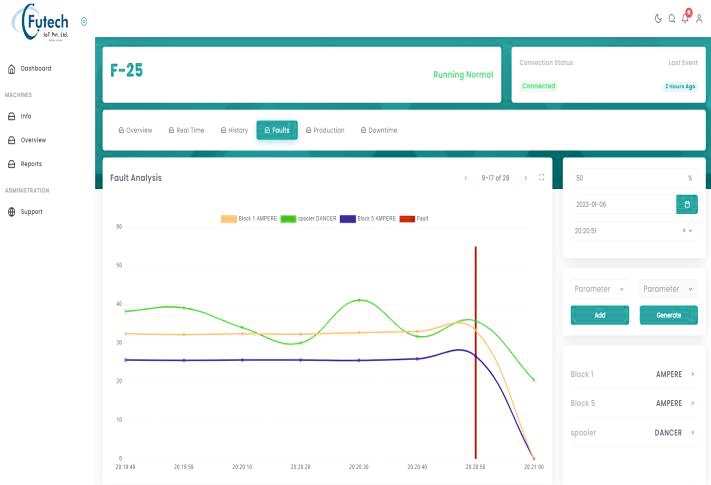 Futech
IoT Pvt. Ltd.
8
Dashboard
MACHINES
Info
Overview
Reports
ADMINISTRATION
Support
F-25
Running Normal
Connection Status
Last Event
Connected
2 Hours Ago
Overview
Real Time
History
Faults
Production
Downtime
Fault Analysis
9-17 of 28
Block 1 AMPERE
spooler DANCER
Block 5 AMPERE
Fault
60
50
40
30
20
10
0
20:19:49
20:19:59
20:20:10
20:20:20
20:20:30
20:20:40
20:20:50
20:21:00
50
%
2023-01-05
20:20:51
Parameter
Parameter
Add
Generate
Block 1
AMPERE
×
Block 5
AMPERE
×
spooler
DANCER
×